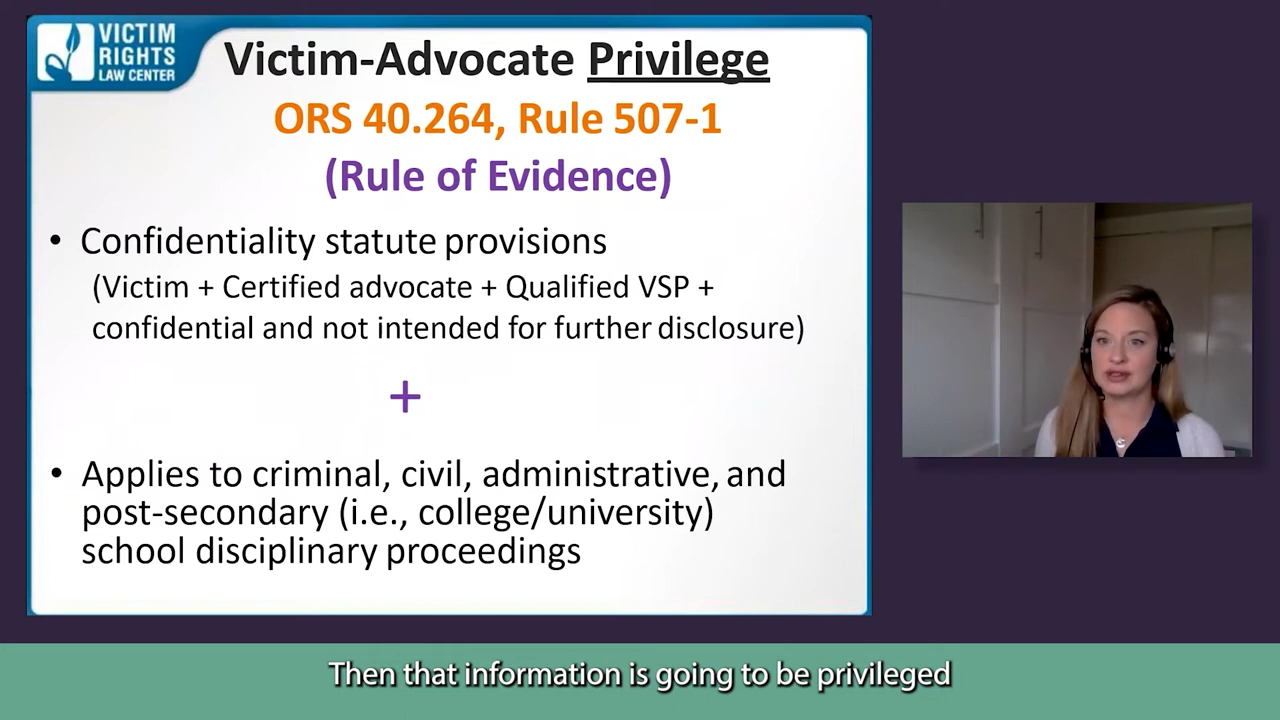 VICTIM
RIGHTS
LAW CENTER
Victim-Advocate Privilege
ORS 40.264, Rule 507-1
(Rule of Evidence)
• Confidentiality statute provisions
(Victim + Certified advocate + Qualified VSP +
confidential and not intended for further disclosure)
+
• Applies to criminal, civil, administrative, and
post-secondary (i.e., college/university)
school disciplinary proceedings
Then that information is going to be privileged